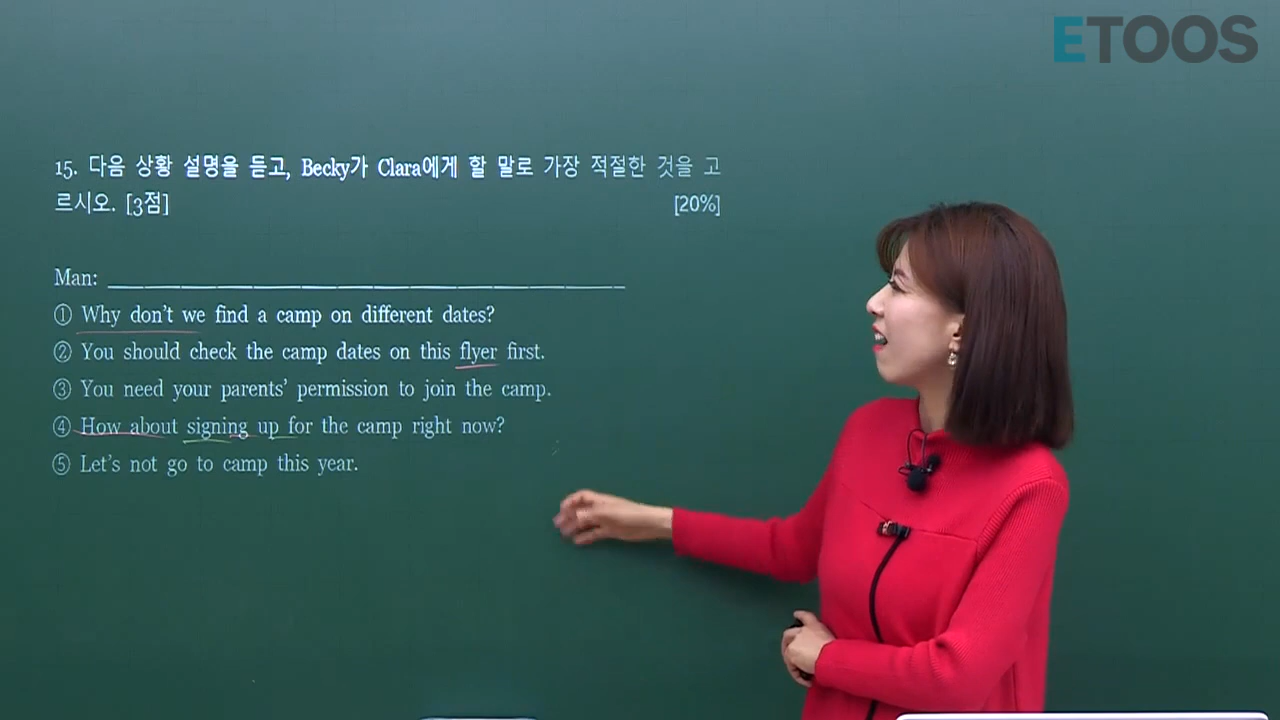 ETOOS
15. 다음 상황 설명을 듣고, Becky가 Clara에게 할 말로 가장 적절한 것을 고
르시오. [3점] [20%]
Man: ______________________________
① Why don't we find a camp on different dates?
② You should check the camp dates on this flyer first.
③ You need your parents' permission to join the camp.
④ How about signing up for the camp right now?
⑤ Let's not go to camp this year.